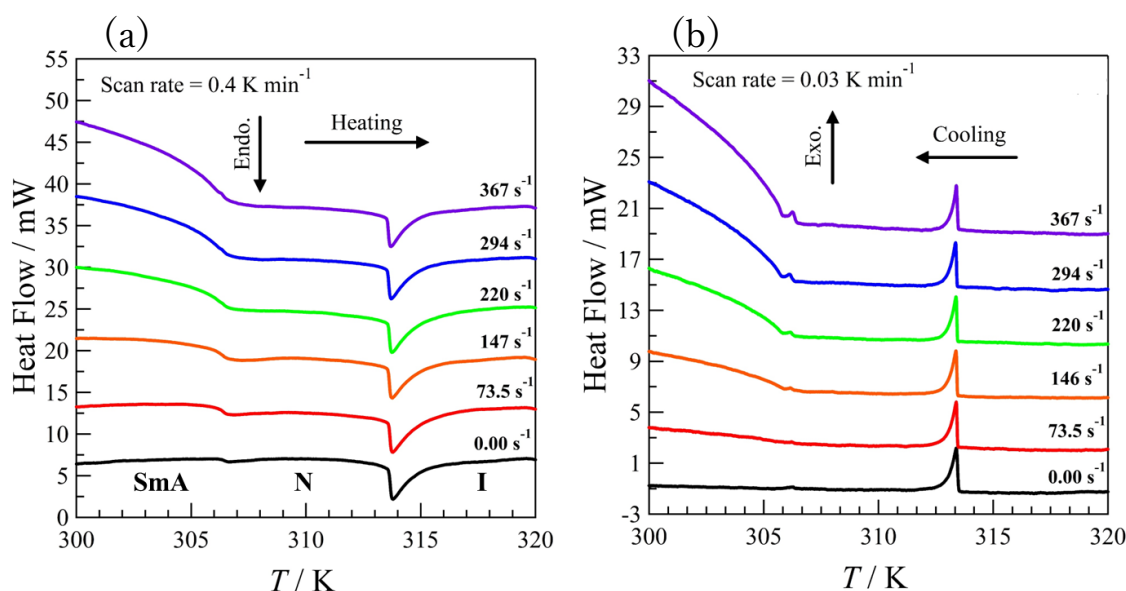 (a)
Scan rate = 0.4 K min⁻¹
Endo.
Heating
367 s⁻¹
294 s⁻¹
220 s⁻¹
147 s⁻¹
73.5 s⁻¹
0.00 s⁻¹
SmA N I
55
50
45
40
35
30
25
20
15
10
5
0
300 305 310 315 320
Heat Flow / mW
T / K
(b)
Scan rate = 0.03 K min⁻¹
Exo.
Cooling
367 s⁻¹
294 s⁻¹
220 s⁻¹
146 s⁻¹
73.5 s⁻¹
0.00 s⁻¹
33
29
25
21
17
13
9
5
1
-3
300 305 310 315 320
Heat Flow / mW
T / K